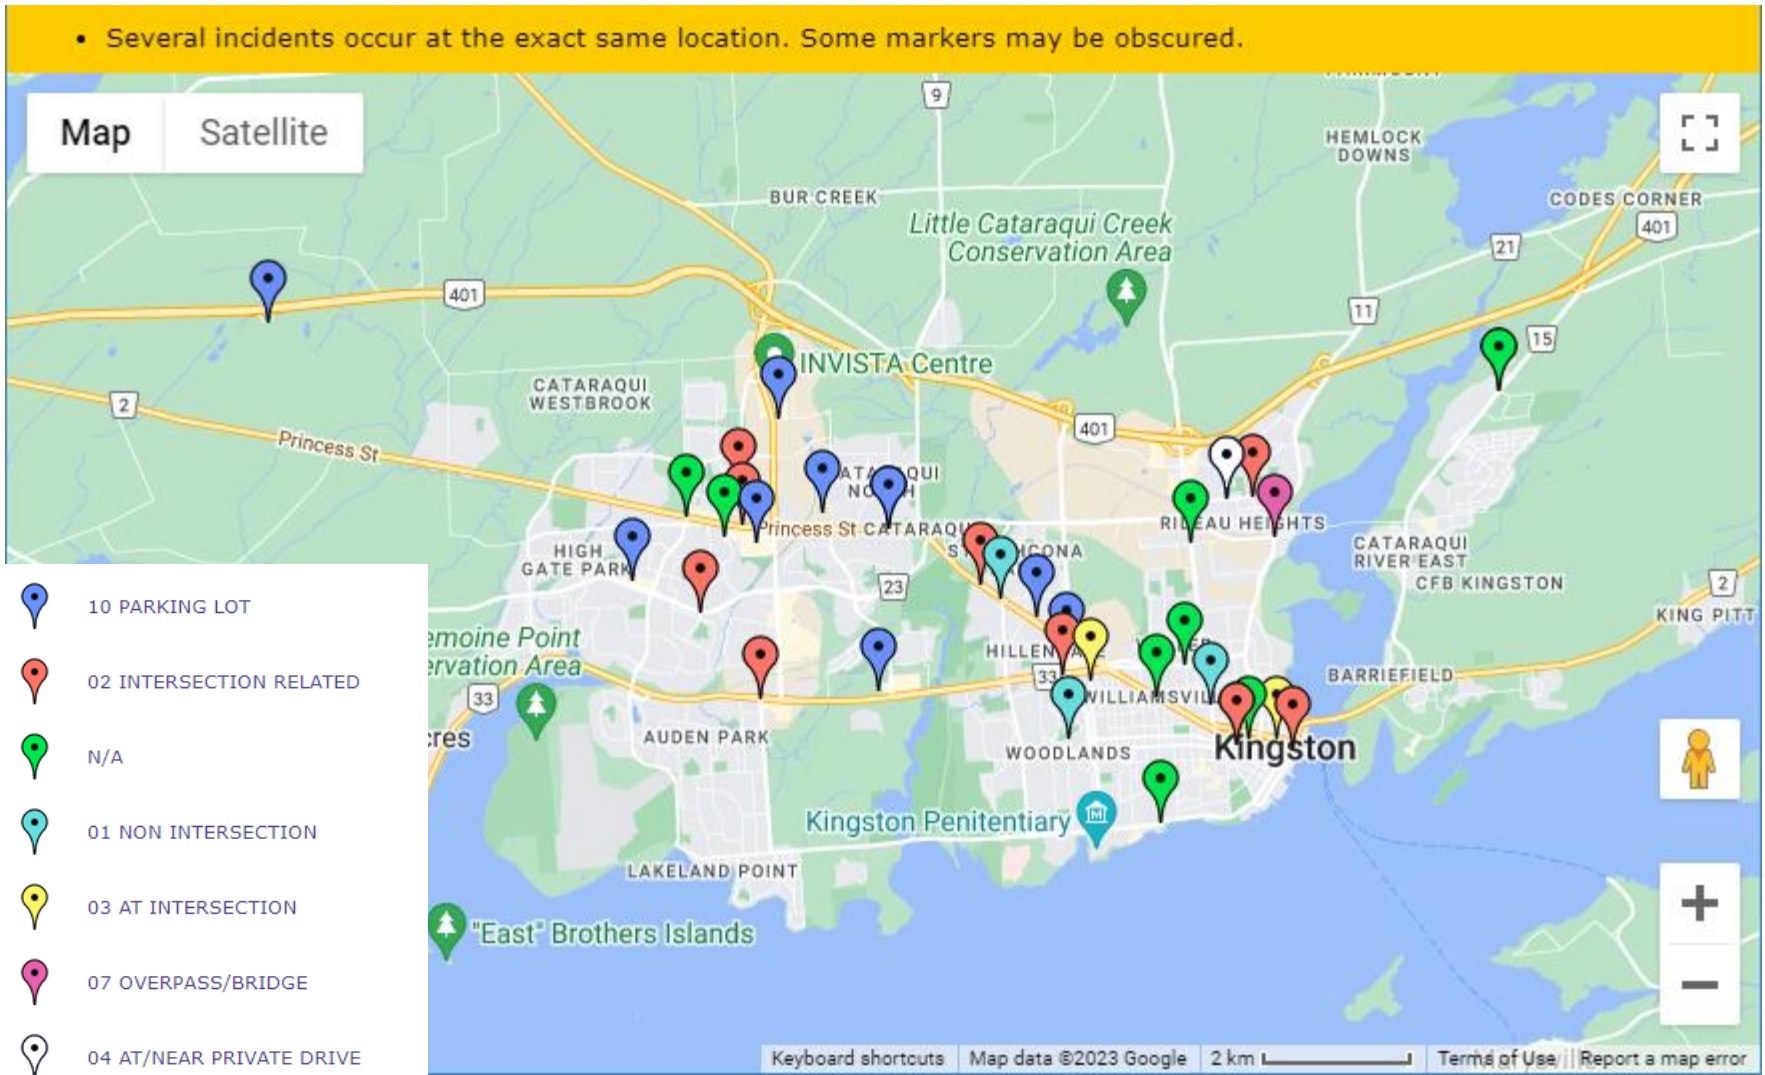 • Several incidents occur at the exact same location. Some markers may be obscured.
Map
Satellite
9
HEMLOCK
DOWNS
BUR CREEK
CODES CORNER
Little Cataraqui Creek
Conservation Area
401
21
401
11
15
INVISTA Centre
CATARAQUI
WESTBROOK
2
401
Princess St
RIDEAU HEIGHTS
Princess St
HIGH
GATE PARK
CATARAQUI
RIVER EAST
CFB KINGSTON
23
2
KING PITT
10 PARKING LOT
02 INTERSECTION RELATED
N/A
01 NON INTERSECTION
03 AT INTERSECTION
07 OVERPASS/BRIDGE
04 AT/NEAR PRIVATE DRIVE
emoine Point
ervation Area
33
33
BARRIEFIELD
cres
AUDEN PARK
WOODLANDS
Kingston
Kingston Penitentiary
LAKELAND POINT
"East" Brothers Islands
Keyboard shortcuts
Map data ©2023 Google
2 km
Terms of Use
Report a map error